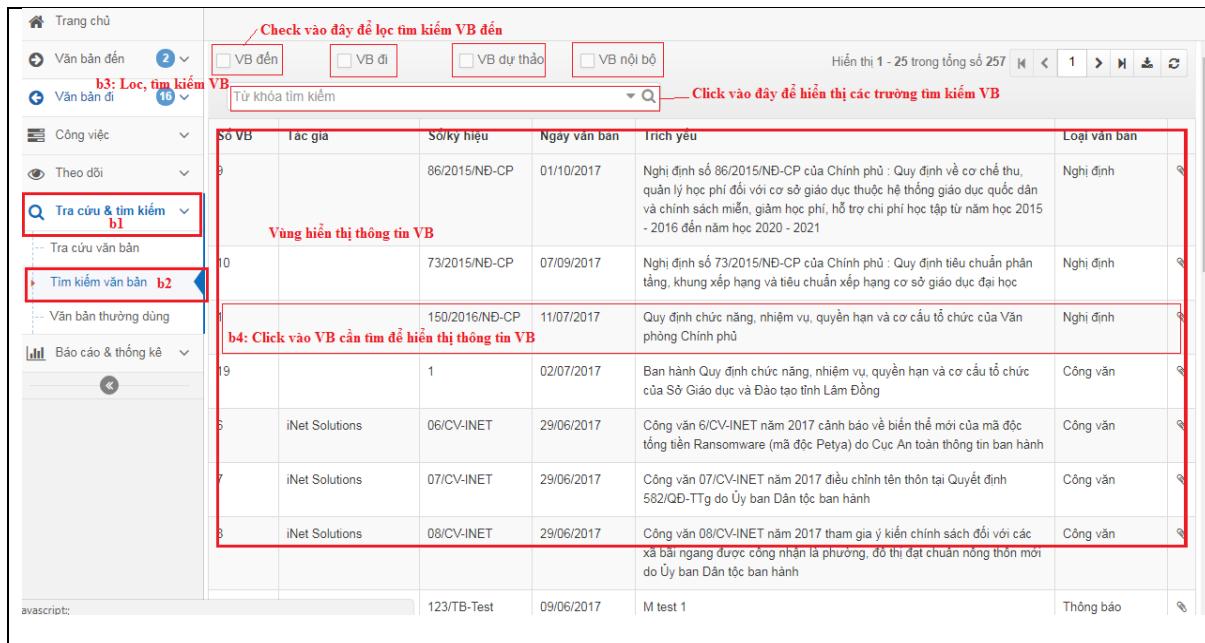 Trang chủ
Check vào đây để lọc tìm kiếm VB đến
Văn bản đến 2
VB đến VB đi VB dự thảo VB nội bộ Hiển thị 1 - 25 trong tổng số 257 1
b3: Lọc, tìm kiếm VB
Văn bản đi 16
Từ khóa tìm kiếm
Click vào đây để hiển thị các trường tìm kiếm VB
Công việc
Số VB Tác giả Số/ký hiệu Ngày văn bản Trích yếu Loại văn bản
Theo dõi
9 86/2015/NĐ-CP 01/10/2017 Nghị định số 86/2015/NĐ-CP của Chính phủ : Quy định về cơ chế thu, Nghị định
quản lý học phí đối với cơ sở giáo dục thuộc hệ thống giáo dục quốc dân
và chính sách miễn, giảm học phí, hỗ trợ chi phí học tập từ năm học 2015
- 2016 đến năm học 2020 - 2021
Tra cứu & tìm kiếm
b1
Vùng hiển thị thông tin VB
Tra cứu văn bản
10 73/2015/NĐ-CP 07/09/2017 Nghị định số 73/2015/NĐ-CP của Chính phủ : Quy định tiêu chuẩn phân Nghị định
tầng, khung xếp hạng và tiêu chuẩn xếp hạng cơ sở giáo dục đại học
Tìm kiếm văn bản b2
Văn bản thường dùng
1 150/2016/NĐ-CP 11/07/2017 Quy định chức năng, nhiệm vụ, quyền hạn và cơ cấu tổ chức của Văn Nghị định
phòng Chính phủ
b4: Click vào VB cần tìm để hiển thị thông tin VB
Báo cáo & thống kê
19 1 02/07/2017 Ban hành Quy định chức năng, nhiệm vụ, quyền hạn và cơ cấu tổ chức Công văn
của Sở Giáo dục và Đào tạo tỉnh Lâm Đồng
6 iNet Solutions 06/CV-INET 29/06/2017 Công văn 6/CV-INET năm 2017 cảnh báo về biến thể mới của mã độc Công văn
tống tiền Ransomware (mã độc Petya) do Cục An toàn thông tin ban hành
7 iNet Solutions 07/CV-INET 29/06/2017 Công văn 07/CV-INET năm 2017 điều chỉnh tên thôn tại Quyết định Công văn
582/QĐ-TTg do Ủy ban Dân tộc ban hành
8 iNet Solutions 08/CV-INET 29/06/2017 Công văn 08/CV-INET năm 2017 tham gia ý kiến chính sách đối với các Công văn
xã bãi ngang được công nhận là phường, đô thị đạt chuẩn nông thôn mới
do Ủy ban Dân tộc ban hành
123/TB-Test 09/06/2017 M test 1 Thông báo
avascript:;